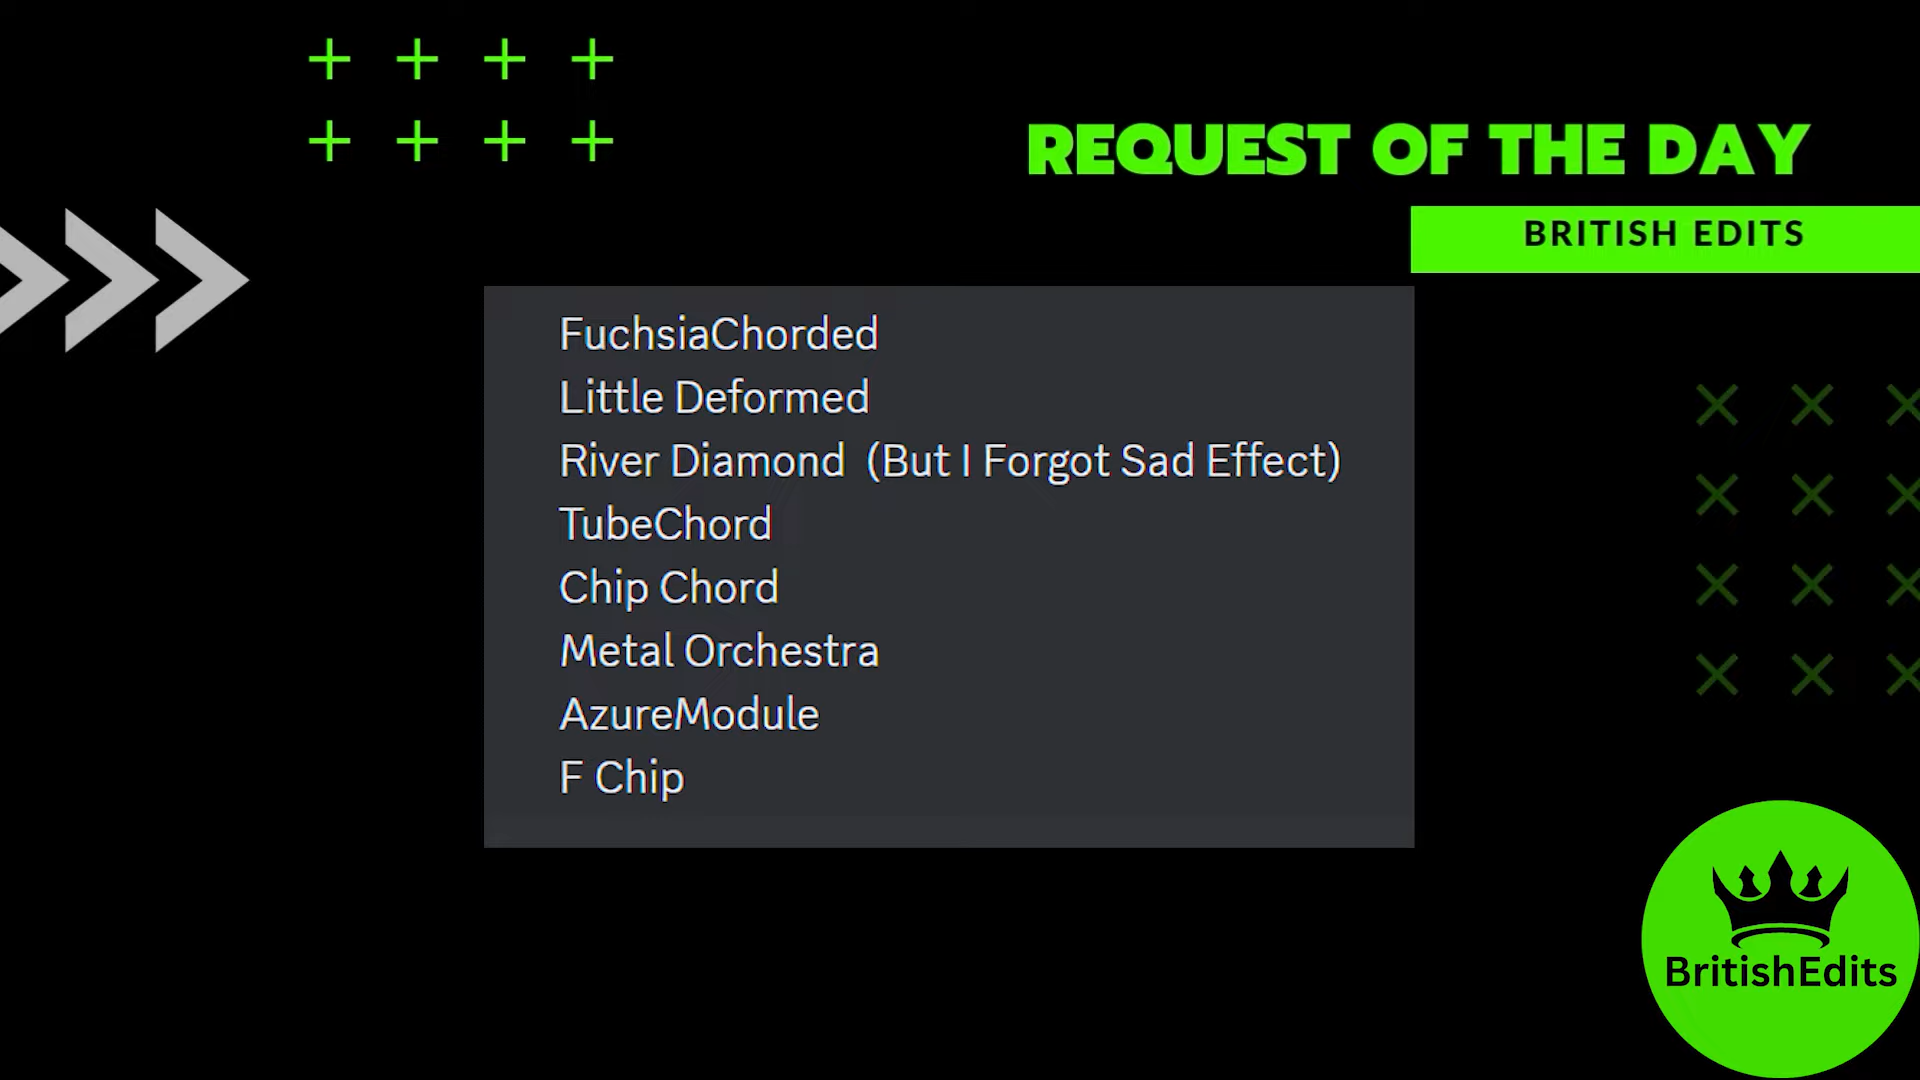 REQUEST OF THE DAY
BRITISH EDITS
FuchsiaChorded
Little Deformed
River Diamond (But I Forgot Sad Effect)
TubeChord
Chip Chord
Metal Orchestra
AzureModule
F Chip
BritishEdits